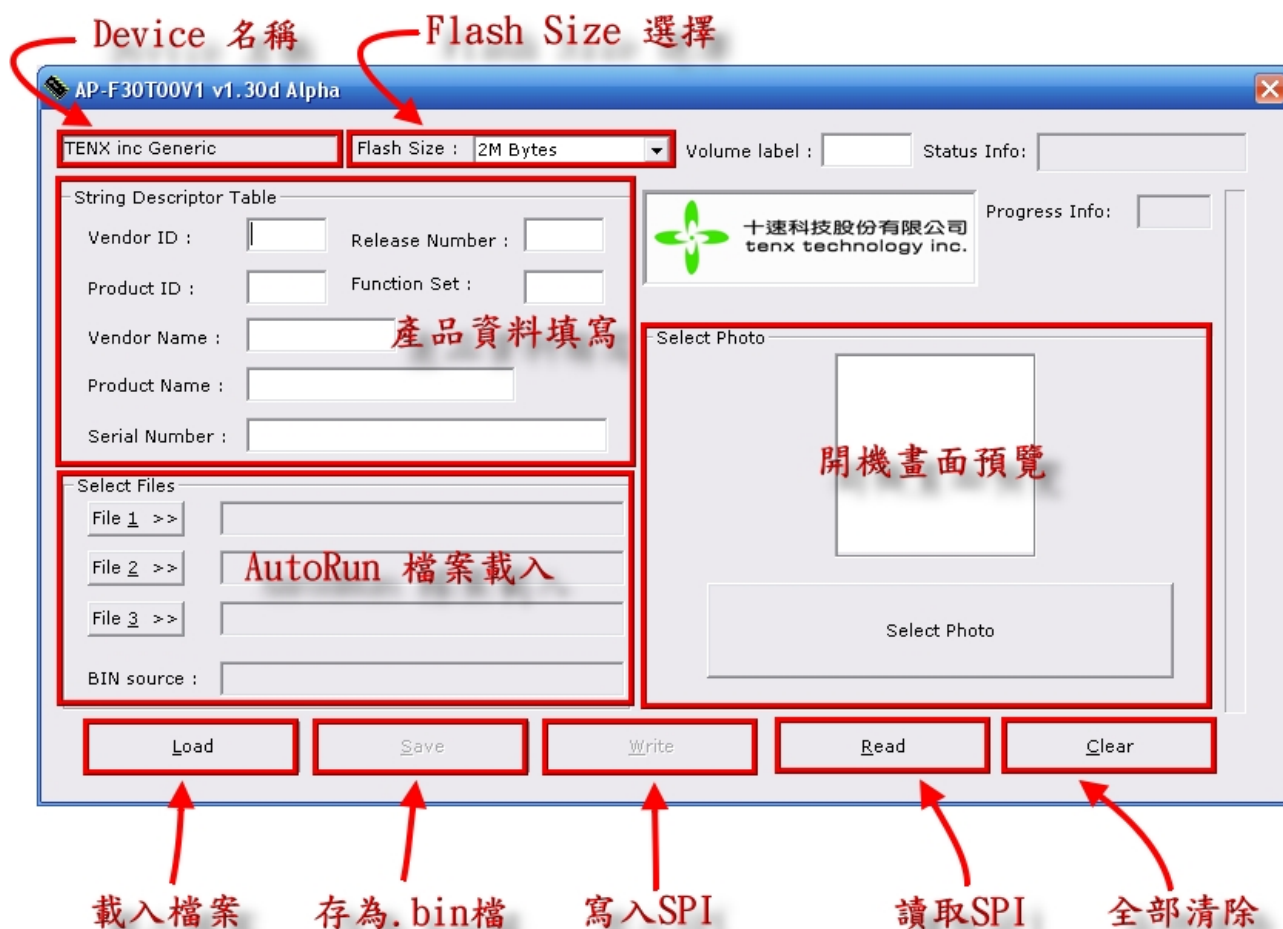 Device 名稱
Flash Size 選擇
AP-F30T00V1 v1.30d Alpha
TENX inc Generic
Flash Size : 2M Bytes
Volume label :
Status Info:
String Descriptor Table
Vendor ID :
Release Number :
Product ID :
Function Set :
Vendor Name :
產品資料填寫
Product Name :
Serial Number :
十速科技股份有限公司
tenx technology inc.
Progress Info:
Select Photo
開機畫面預覽
Select Photo
Select Files
File 1 >>
File 2 >>
AutoRun 檔案載入
File 3 >>
BIN source :
Load
Save
Write
Read
Clear
載入檔案
存為.bin檔
寫入SPI
讀取SPI
全部清除